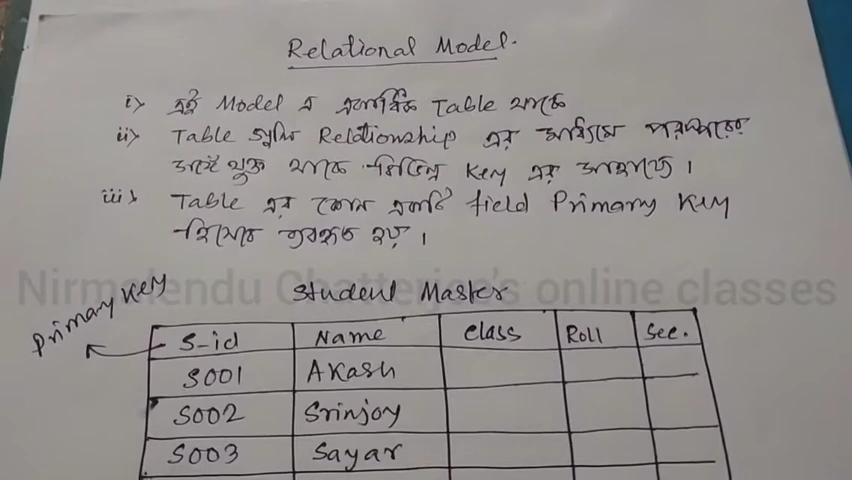 Relational Model.
i> এই Model এ একাধিক Table থাকে
ii> Table গুলি Relationship এর মাধ্যমে পরস্পরের
সাথে যুক্ত থাকে বিভিন্ন Key এর সাহায্যে।
iii> Table এর কোন একটি field Primary Key
হিসেবে ব্যবহৃত হয়।
Nirmalendu Chatterjee's online classes
Student Master
Primary Key
S-id Name Class Roll Sec.
S001 Akash
S002 Srinjoy
S003 Sayar